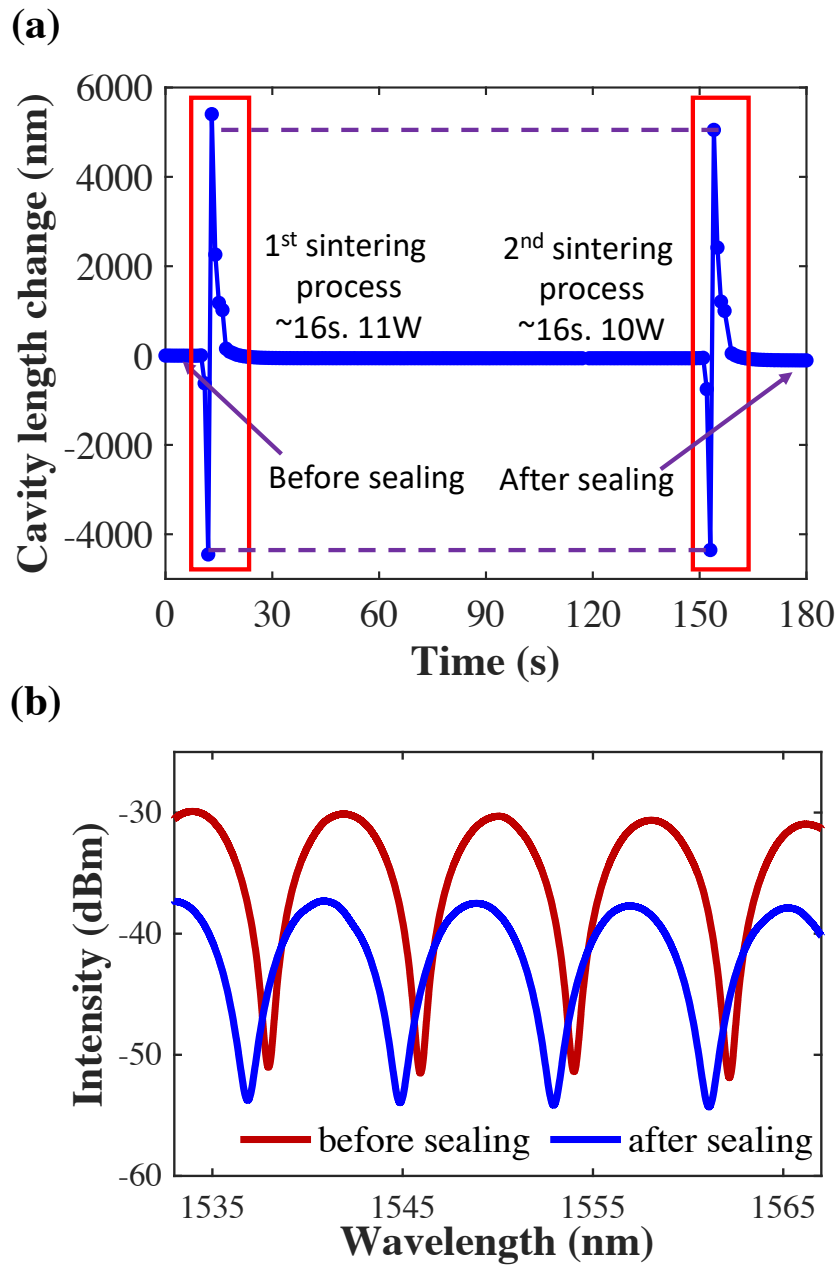 (a)
6000
4000
2000
0
-2000
-4000
Cavity length change (nm)
1st sintering
process
~16s. 11W
2nd sintering
process
~16s. 10W
Before sealing
After sealing
0 30 60 90 120 150 180
Time (s)
(b)
-30
-40
-50
-60
Intensity (dBm)
before sealing after sealing
1535 1545 1555 1565
Wavelength (nm)